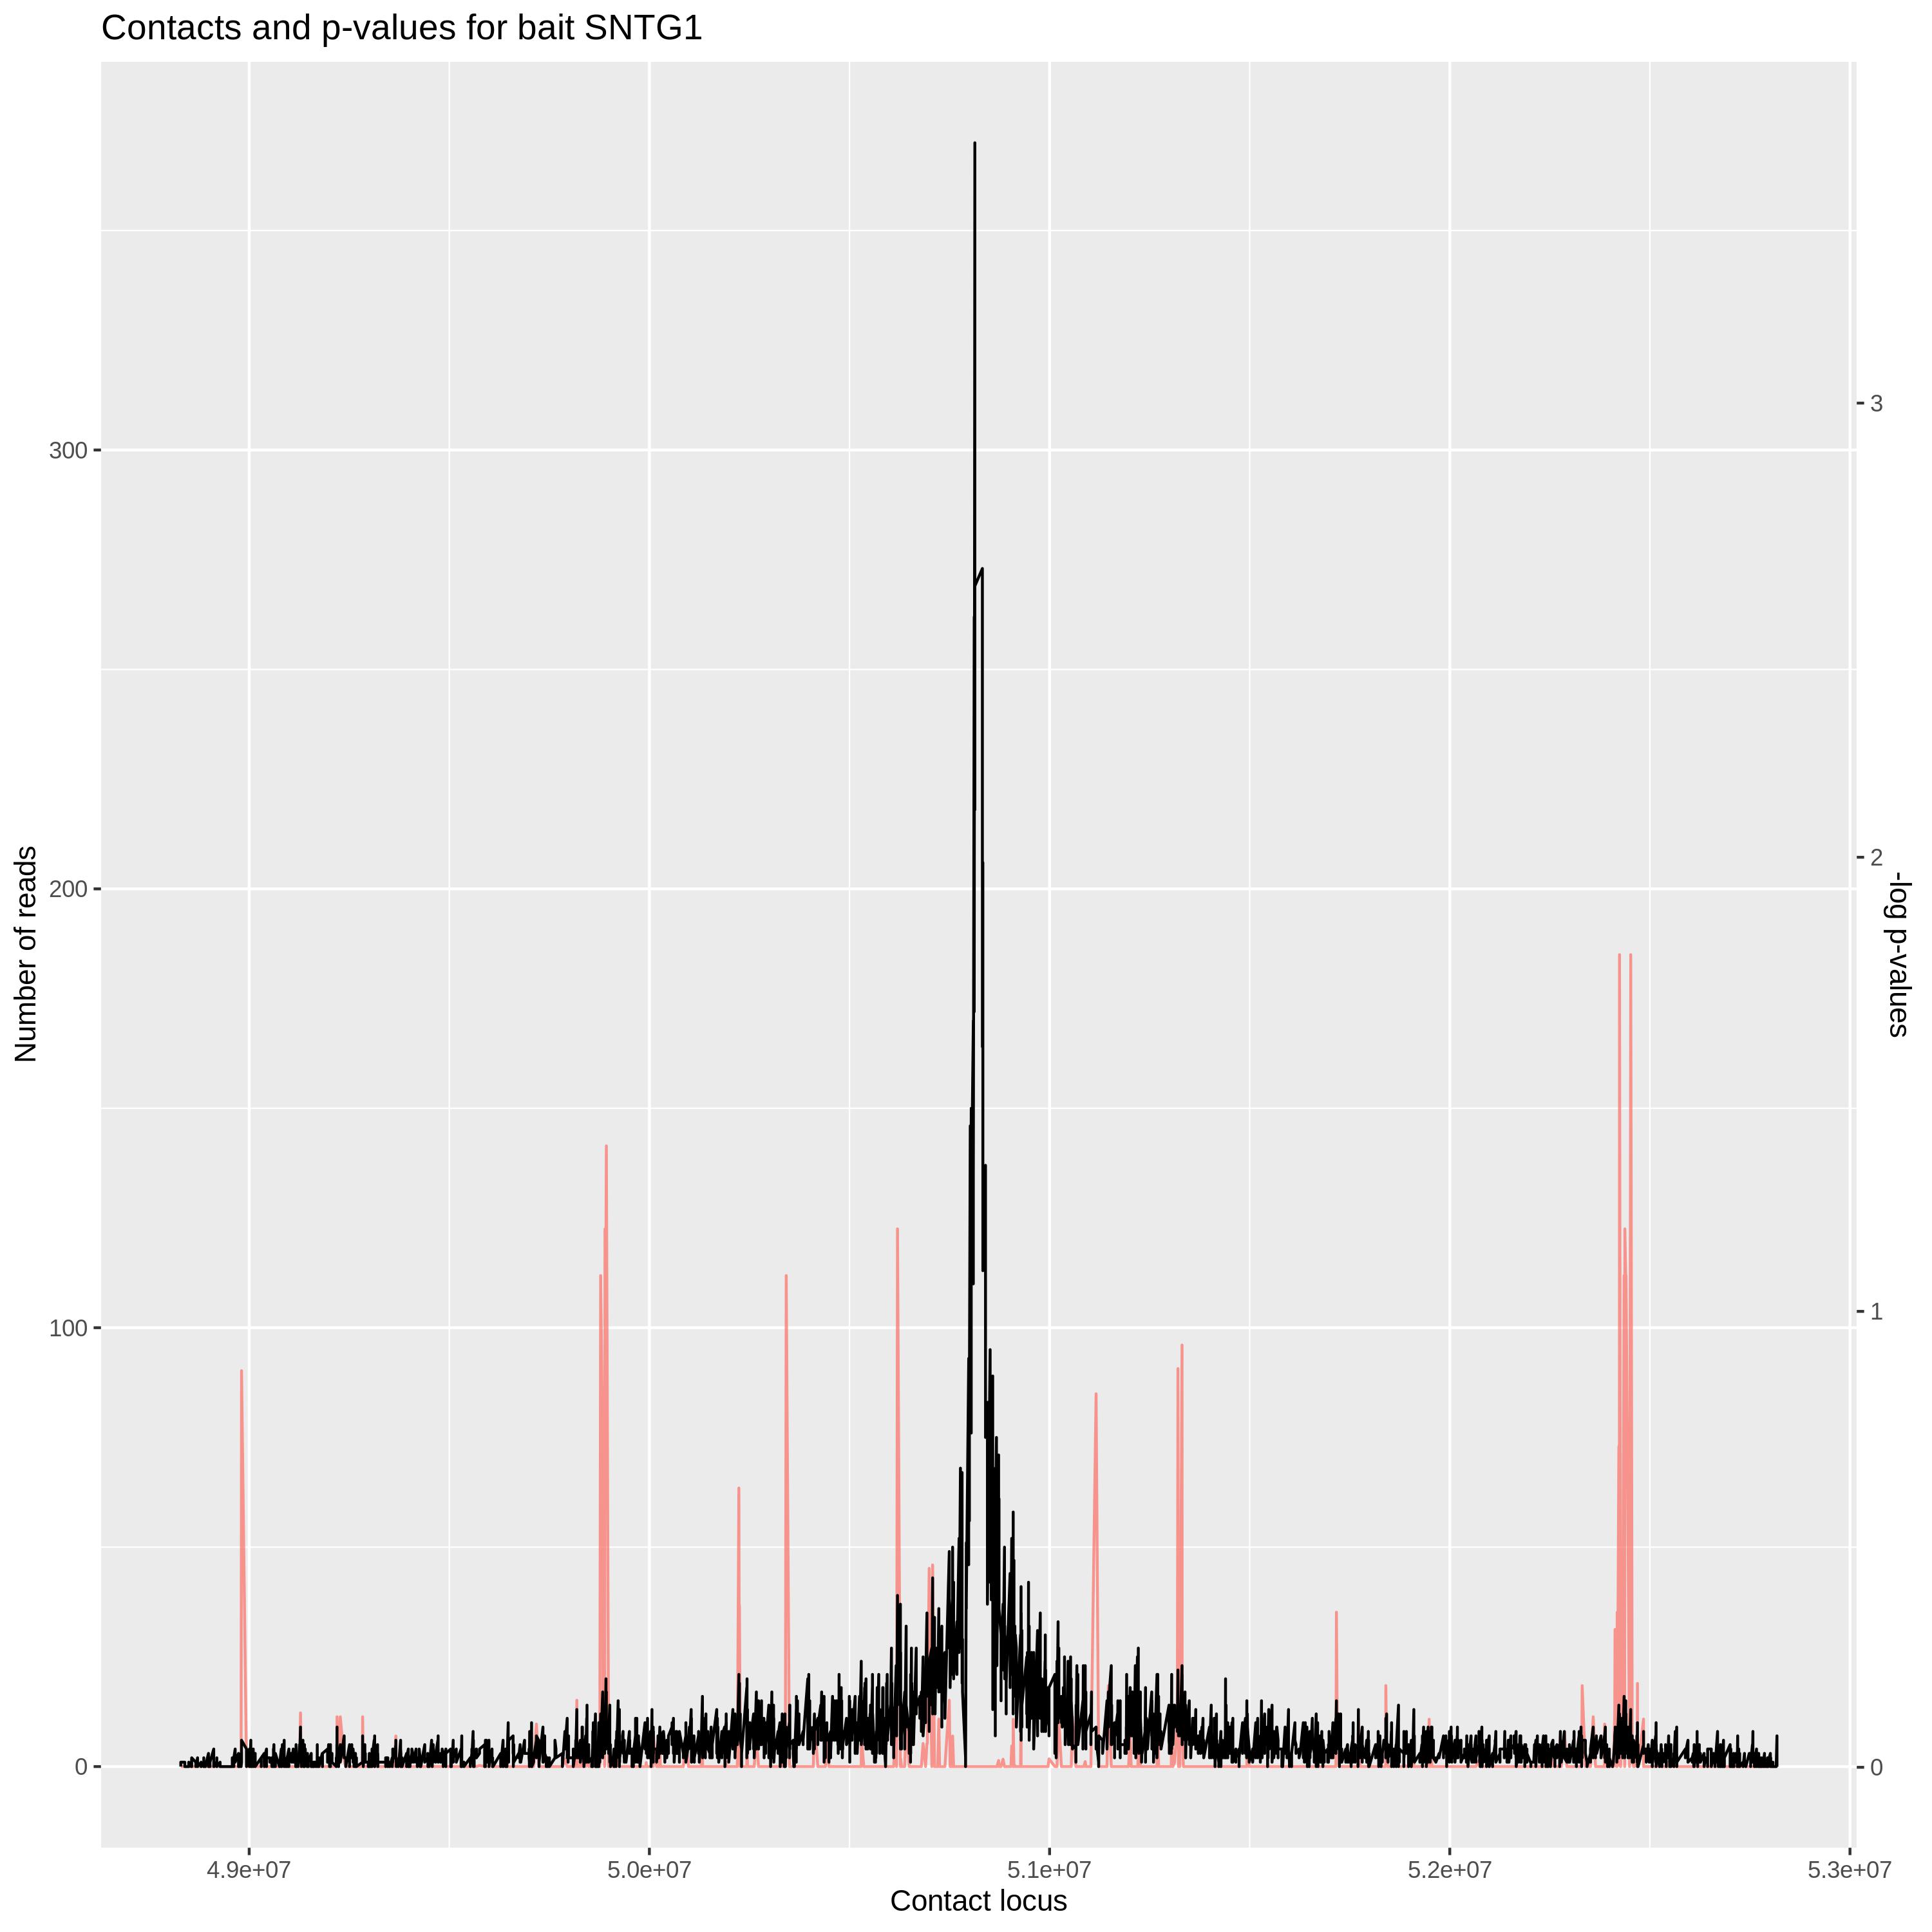 Contacts and p-values for bait SNTG1
Number of reads
300
200
100
0
3
2
1
0
-log p-values
4.9e+07
5.0e+07
5.1e+07
5.2e+07
5.3e+07
Contact locus